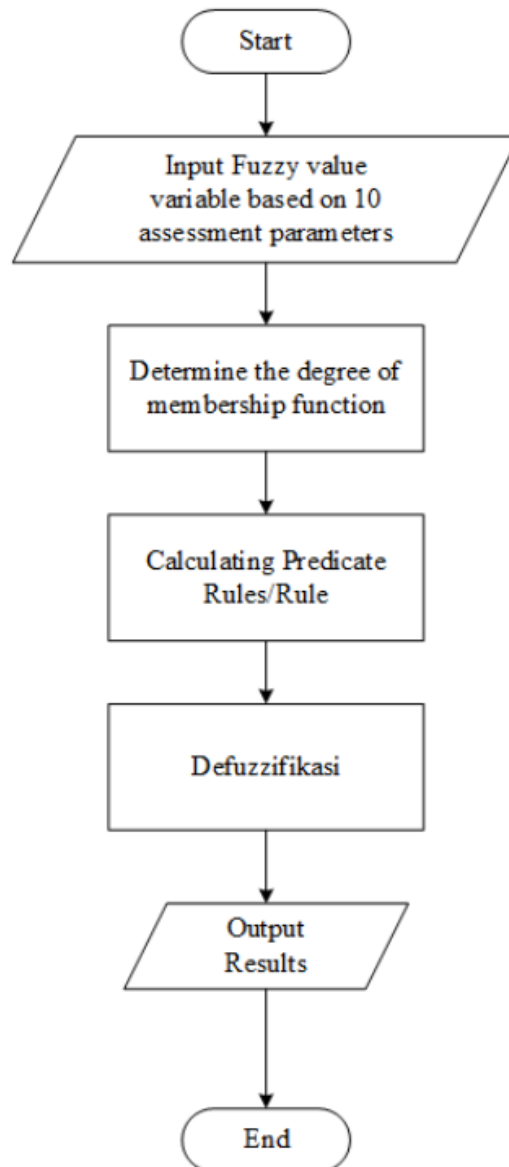 Start
Input Fuzzy value
variable based on 10
assessment parameters
Determine the degree of
membership function
Calculating Predicate
Rules/Rule
Defuzzifikasi
Output
Results
End